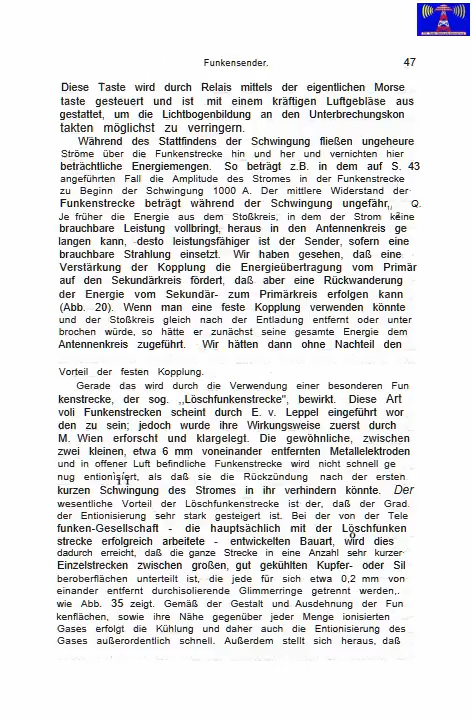 Funkensender. 47
Diese Taste wird durch Relais mittels der eigentlichen Morse
taste gesteuert und ist mit einem kräftigen Luftgebläse aus
gestattet, um die Lichtbogenbildung an den Unterbrechungskon
takten möglichst zu verringern.
Während des Stattfindens der Schwingung fließen ungeheure
Ströme über die Funkenstrecke hin und her und vernichten hier
beträchtliche Energiemengen. So beträgt z.B. in dem auf S. 43
angeführten Fall die Amplitude des Stromes in der Funkenstrecke
zu Beginn der Schwingung 1000 A. Der mittlere Widerstand der
Funkenstrecke beträgt während der Schwingung ungefähr,, Q.
Je früher die Energie aus dem Stoßkreis, in dem der Strom keine
brauchbare Leistung vollbringt, heraus in den Antennenkreis ge
langen kann, desto leistungsfähiger ist der Sender, sofern eine
brauchbare Strahlung einsetzt. Wir haben gesehen, daß eine
Verstärkung der Kopplung die Energieübertragung vom Primär
auf den Sekundärkreis fördert, daß aber eine Rückwanderung
der Energie vom Sekundär- zum Primärkreis erfolgen kann
(Abb. 20). Wenn man eine feste Kopplung verwenden könnte
und der Stoßkreis gleich nach der Entladung entfernt oder unter
brochen würde, so hätte er zunächst seine gesamte Energie dem
Antennenkreis zugeführt. Wir hätten dann ohne Nachteil den
Vorteil der festen Kopplung.
Gerade das wird durch die Verwendung einer besonderen Fun
kenstrecke, der sog. ,,Löschfunkenstrecke", bewirkt. Diese Art
voli Funkenstrecken scheint durch E. v. Leppel eingeführt wor
den zu sein; jedoch wurde ihre Wirkungsweise zuerst durch
M. Wien erforscht und klargelegt. Die gewöhnliche, zwischen
zwei kleinen, etwa 6 mm voneinander entfernten Metallelektroden
und in offener Luft befindliche Funkenstrecke wird nicht schnell ge
nug entionisiert, als daß sie die Rückzündung nach der ersten
kurzen Schwingung des Stromes in ihr verhindern könnte. Der
wesentliche Vorteil der Löschfunkenstrecke ist der, daß der Grad.
der Entionisierung sehr stark gesteigert ist. Bei der von der Tele
funken-Gesellschaft - die hauptsächlich mit der Löschfunken
strecke erfolgreich arbeitete - entwickelten Bauart, wird dies
dadurch erreicht, daß die ganze Strecke in eine Anzahl sehr kurzer
Einzelstrecken zwischen großen, gut gekühlten Kupfer- oder Sil
beroberflächen unterteilt ist, die jede für sich etwa 0,2 mm von
einander entfernt durchisolierende Glimmerringe getrennt werden,.
wie Abb. 35 zeigt. Gemäß der Gestalt und Ausdehnung der Fun
kenflächen, sowie ihre Nähe gegenüber jeder Menge ionisierten
Gases erfolgt die Kühlung und daher auch die Entionisierung des
Gases außerordentlich schnell. Außerdem stellt sich heraus, daß